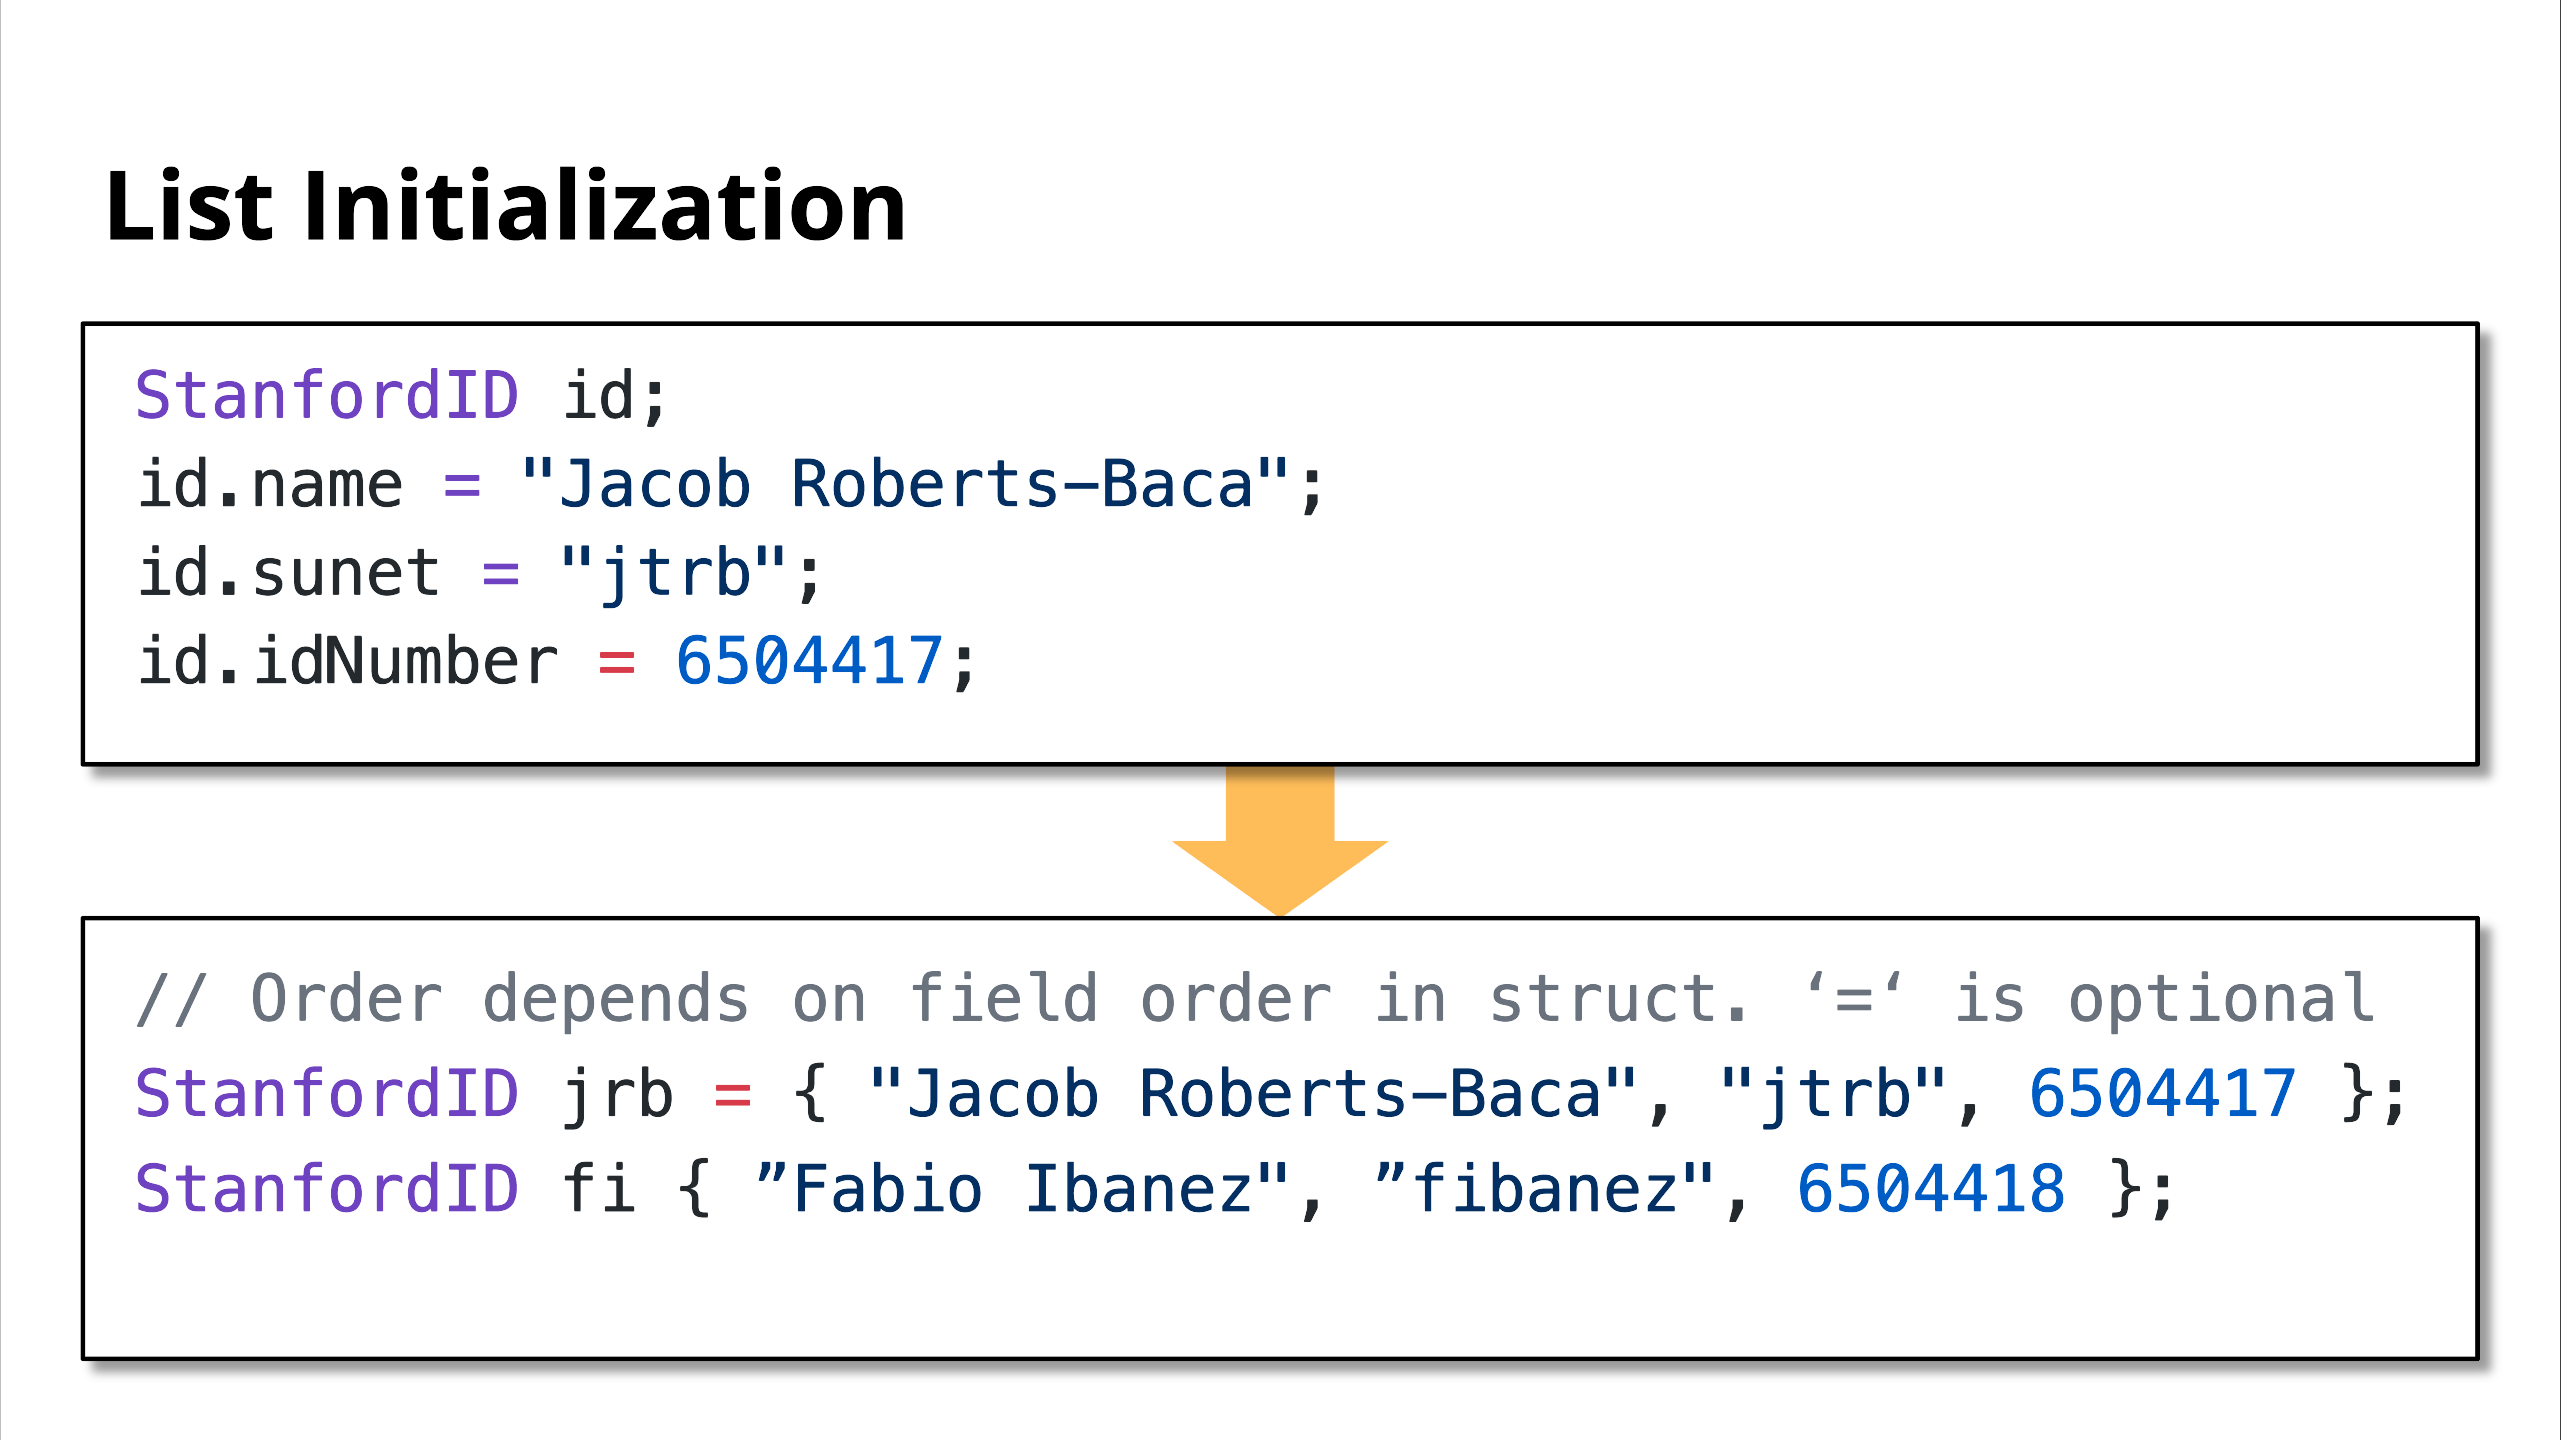 List Initialization
StanfordID id;
id.name = "Jacob Roberts–Baca";
id.sunet = "jtrb";
id.idNumber = 6504417;
// Order depends on field order in struct. ‘=‘ is optional
StanfordID jrb = { "Jacob Roberts–Baca", "jtrb", 6504417 };
StanfordID fi { ”Fabio Ibanez", ”fibanez", 6504418 };